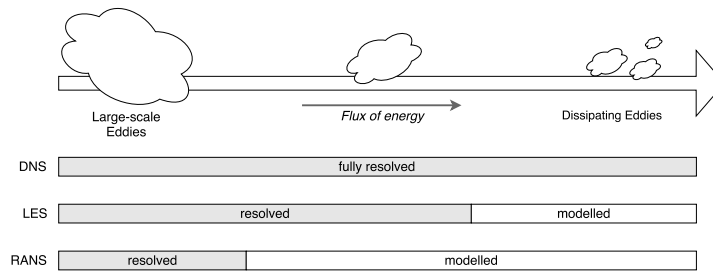 Large-scale
Eddies
Flux of energy
Dissipating Eddies
DNS fully resolved
LES resolved modelled
RANS resolved modelled